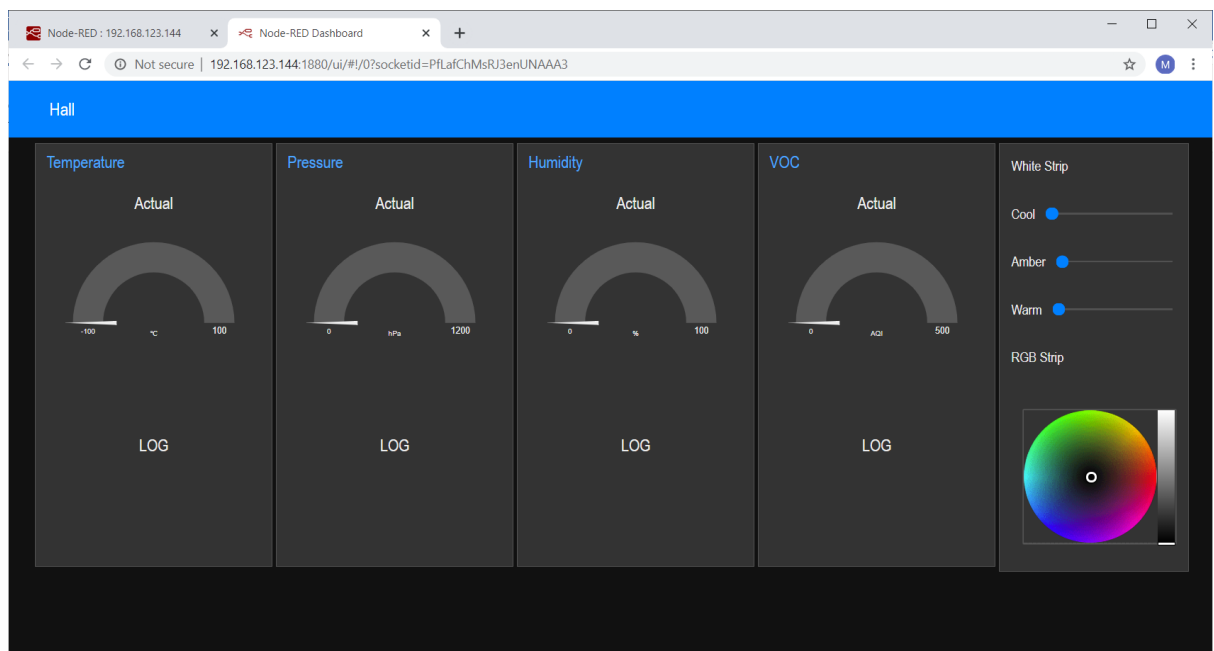 Node-RED : 192.168.123.144
Node-RED Dashboard
Not secure | 192.168.123.144:1880/ui/#!/0?socketid=PfLafChMsRJ3enUNAAA3
M
Hall
Temperature
Actual
-100 °C 100
LOG
Pressure
Actual
0 hPa 1200
LOG
Humidity
Actual
0 % 100
LOG
VOC
Actual
0 AQI 500
LOG
White Strip
Cool
Amber
Warm
RGB Strip